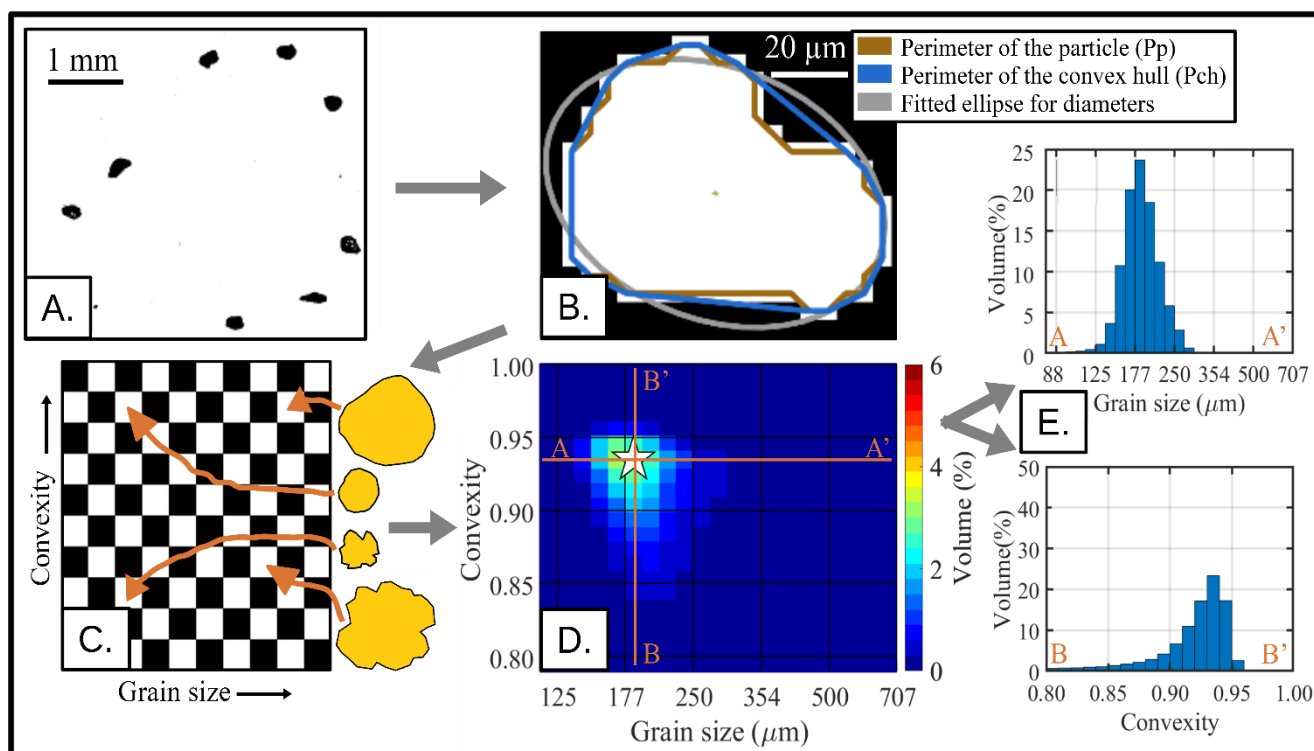 1 mm
A.
20 µm
B.
Perimeter of the particle (Pp)
Perimeter of the convex hull (Pch)
Fitted ellipse for diameters
Convexity
C.
Grain size
1.00
0.95
0.90
0.85
0.80
Convexity
B'
A
A'
B
D.
125
177
250
354
500
707
Grain size (µm)
6
4
2
0
Volume (%)
25
20
15
10
5
0
Volume(%)
A
A'
88
125
177
250
354
500
707
Grain size (µm)
E.
50
40
30
20
10
0
Volume(%)
B
B'
0.80
0.85
0.90
0.95
1.00
Convexity